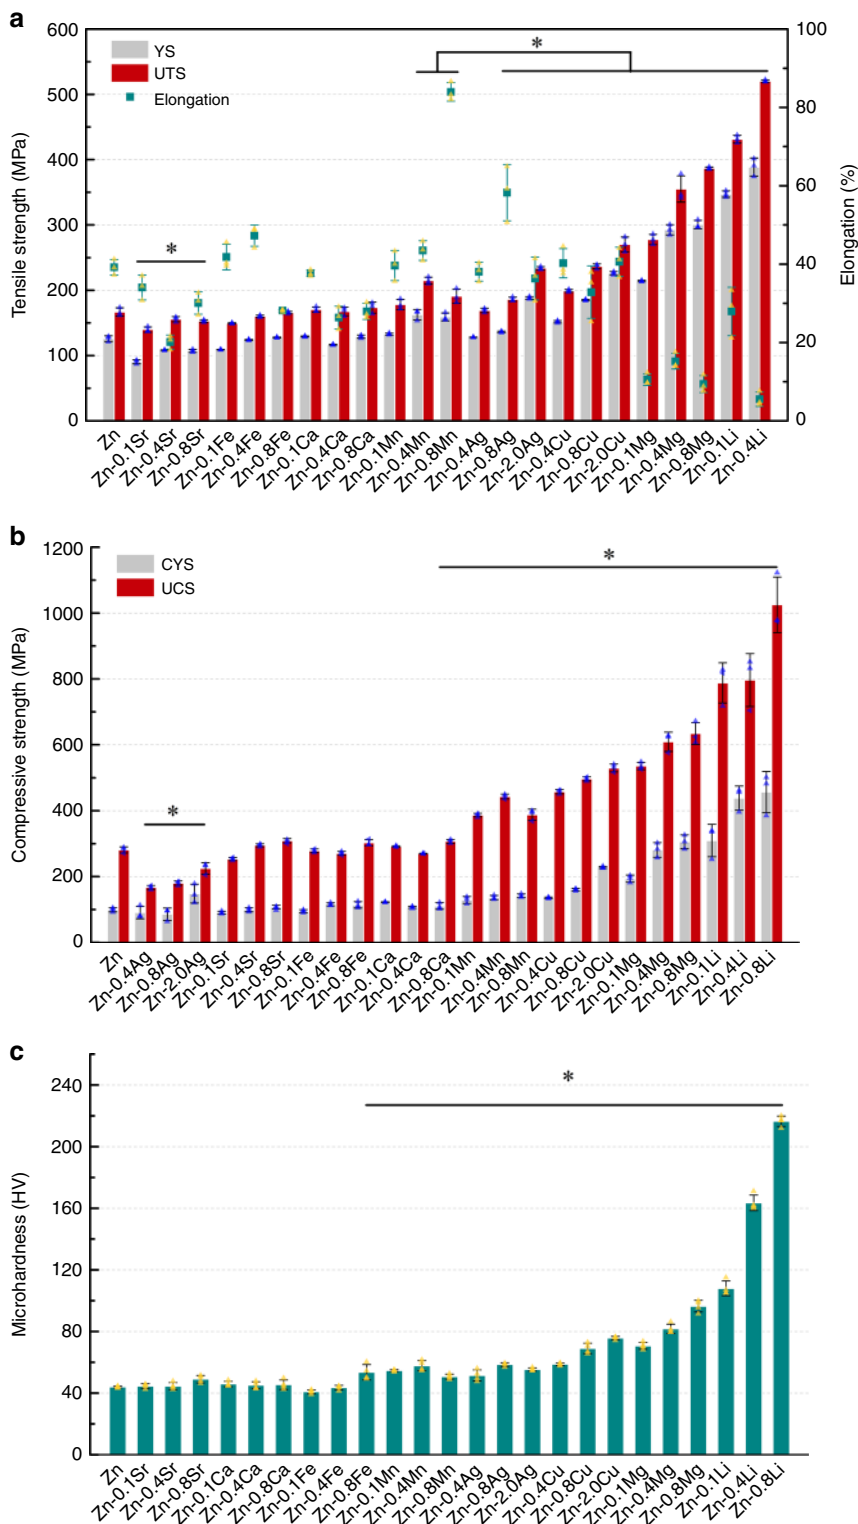 a
600
500
400
300
200
100
0
Tensile strength (MPa)
YS
UTS
Elongation
*
*
100
80
60
40
20
0
Elongation (%)
Zn
Zn-0.1Sr
Zn-0.4Sr
Zn-0.8Sr
Zn-0.1Fe
Zn-0.4Fe
Zn-0.8Fe
Zn-0.1Ca
Zn-0.4Ca
Zn-0.8Ca
Zn-0.1Mn
Zn-0.4Mn
Zn-0.8Mn
Zn-0.4Ag
Zn-0.8Ag
Zn-2.0Ag
Zn-0.4Cu
Zn-0.8Cu
Zn-2.0Cu
Zn-0.1Mg
Zn-0.4Mg
Zn-0.8Mg
Zn-0.1Li
Zn-0.4Li
b
1200
1000
800
600
400
200
0
Compressive strength (MPa)
CYS
UCS
*
*
Zn
Zn-0.4Ag
Zn-0.8Ag
Zn-2.0Ag
Zn-0.1Sr
Zn-0.4Sr
Zn-0.8Sr
Zn-0.1Fe
Zn-0.4Fe
Zn-0.8Fe
Zn-0.1Ca
Zn-0.4Ca
Zn-0.8Ca
Zn-0.1Mn
Zn-0.4Mn
Zn-0.8Mn
Zn-0.4Cu
Zn-0.8Cu
Zn-2.0Cu
Zn-0.1Mg
Zn-0.4Mg
Zn-0.8Mg
Zn-0.1Li
Zn-0.4Li
Zn-0.8Li
c
240
200
160
120
80
40
0
Microhardness (HV)
*
Zn
Zn-0.1Sr
Zn-0.4Sr
Zn-0.8Sr
Zn-0.1Ca
Zn-0.4Ca
Zn-0.8Ca
Zn-0.1Fe
Zn-0.4Fe
Zn-0.8Fe
Zn-0.1Mn
Zn-0.4Mn
Zn-0.8Mn
Zn-0.4Ag
Zn-0.8Ag
Zn-2.0Ag
Zn-0.4Cu
Zn-0.8Cu
Zn-2.0Cu
Zn-0.1Mg
Zn-0.4Mg
Zn-0.8Mg
Zn-0.1Li
Zn-0.4Li
Zn-0.8Li